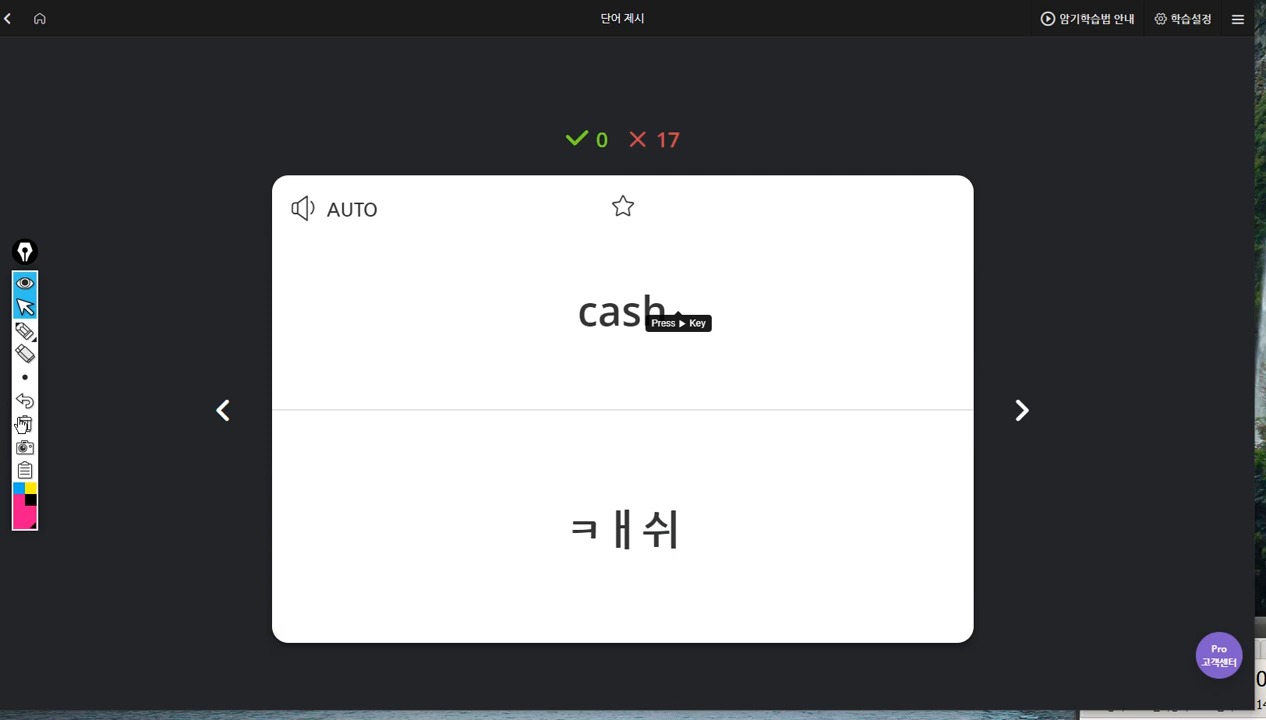 단어 제시
암기학습법 안내
학습설정
0
17
AUTO
cash
Press ▶ Key
ㅋ ㅐ 쉬
Pro
고객센터